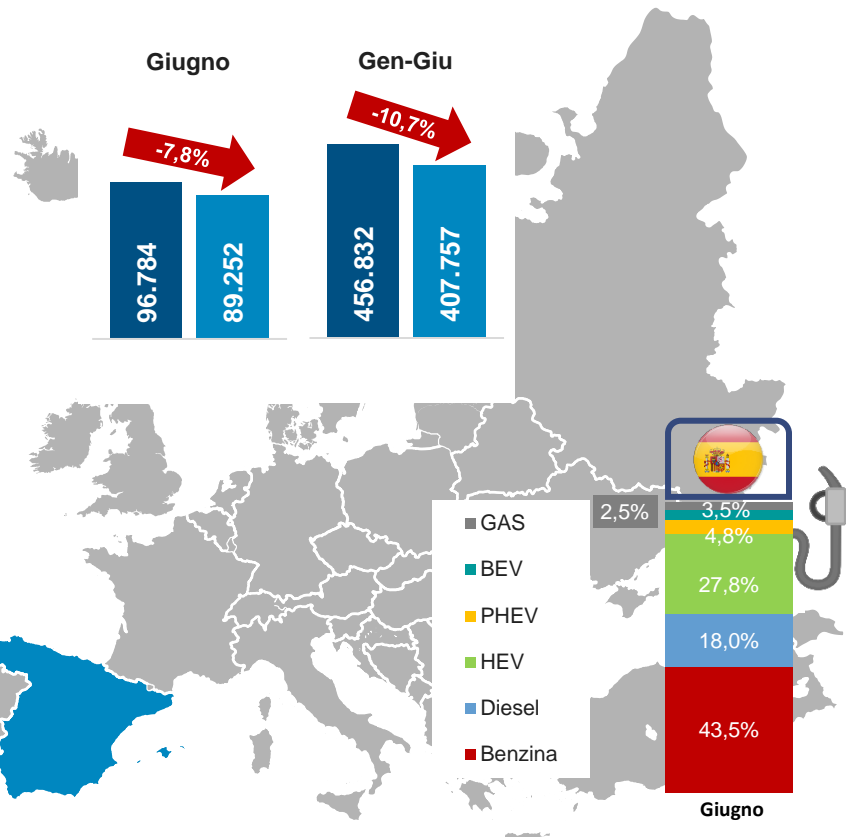 Giugno
Gen-Giu
-7,8%
-10,7%
96.784
89.252
456.832
407.757
GAS
BEV
PHEV
HEV
Diesel
Benzina
2,5%
3,5%
4,8%
27,8%
18,0%
43,5%
Giugno